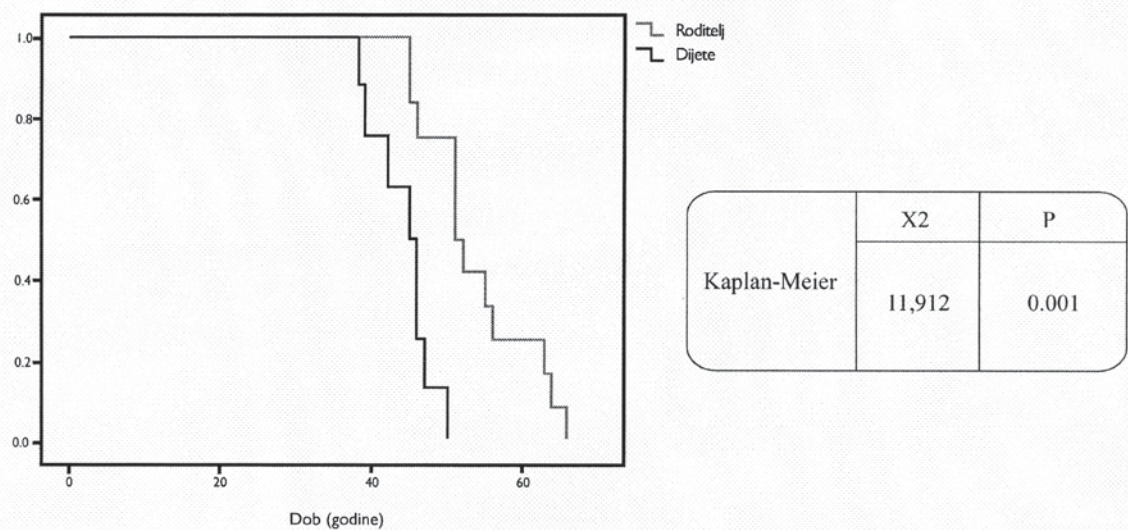 Roditelj
Dijete
1.0
0.8
0.6
0.4
0.2
0.0
0
20
40
60
Dob (godine)
X2
P
Kaplan-Meier
11,912
0.001